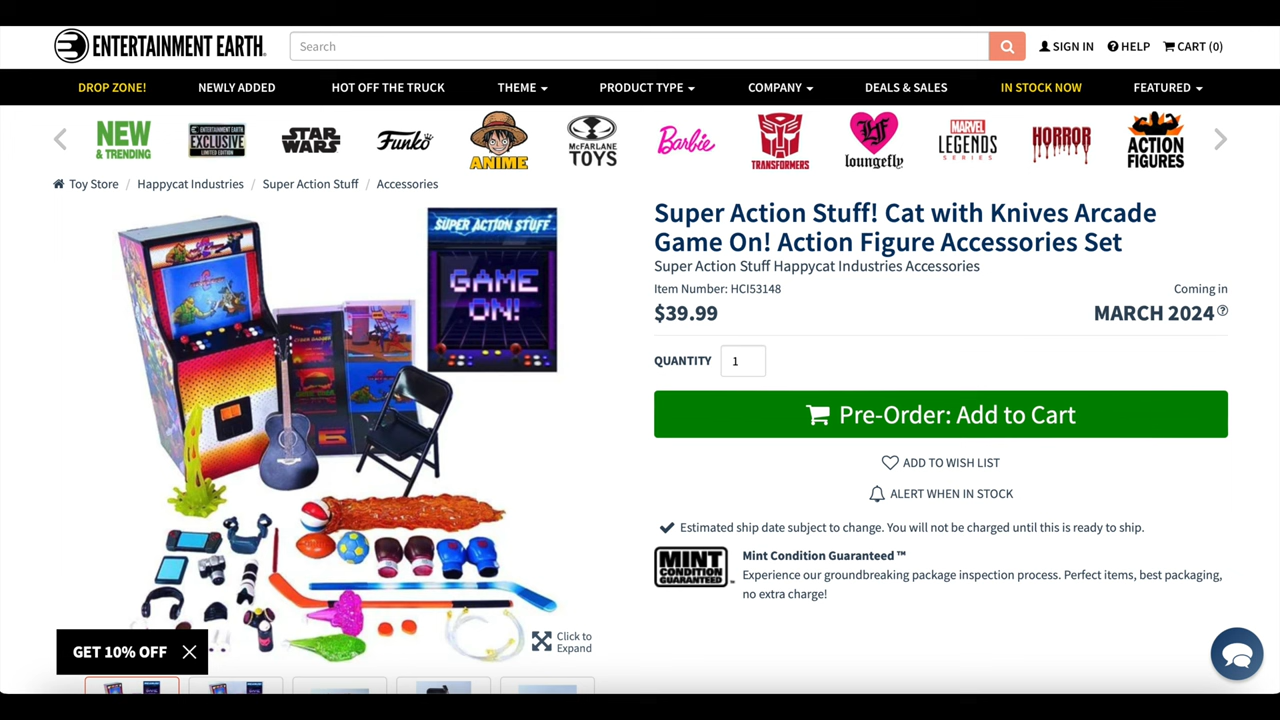 ENTERTAINMENT EARTH
Search
SIGN IN
HELP
CART (0)
DROP ZONE!
NEWLY ADDED
HOT OFF THE TRUCK
THEME
PRODUCT TYPE
COMPANY
DEALS & SALES
IN STOCK NOW
FEATURED
NEW
& TRENDING
ENTERTAINMENT EARTH
EXCLUSIVE
LIMITED EDITION
STAR
WARS
Funko
ANIME
McFARLANE
TOYS
Barbie
TRANSFORMERS
LF
loungefly
MARVEL
LEGENDS
SERIES
HORROR
ACTION
FIGURES
Toy Store / Happycat Industries / Super Action Stuff / Accessories
SUPER ACTION STUFF
GAME
ON!
Super Action Stuff! Cat with Knives Arcade
Game On! Action Figure Accessories Set
Super Action Stuff Happycat Industries Accessories
Item Number: HCI53148
Coming in
$39.99
MARCH 2024
QUANTITY
1
Pre-Order: Add to Cart
ADD TO WISH LIST
ALERT WHEN IN STOCK
Estimated ship date subject to change. You will not be charged until this is ready to ship.
MINT
CONDITION
GUARANTEED
Mint Condition Guaranteed ™
Experience our groundbreaking package inspection process. Perfect items, best packaging,
no extra charge!
Click to
Expand
GET 10% OFF